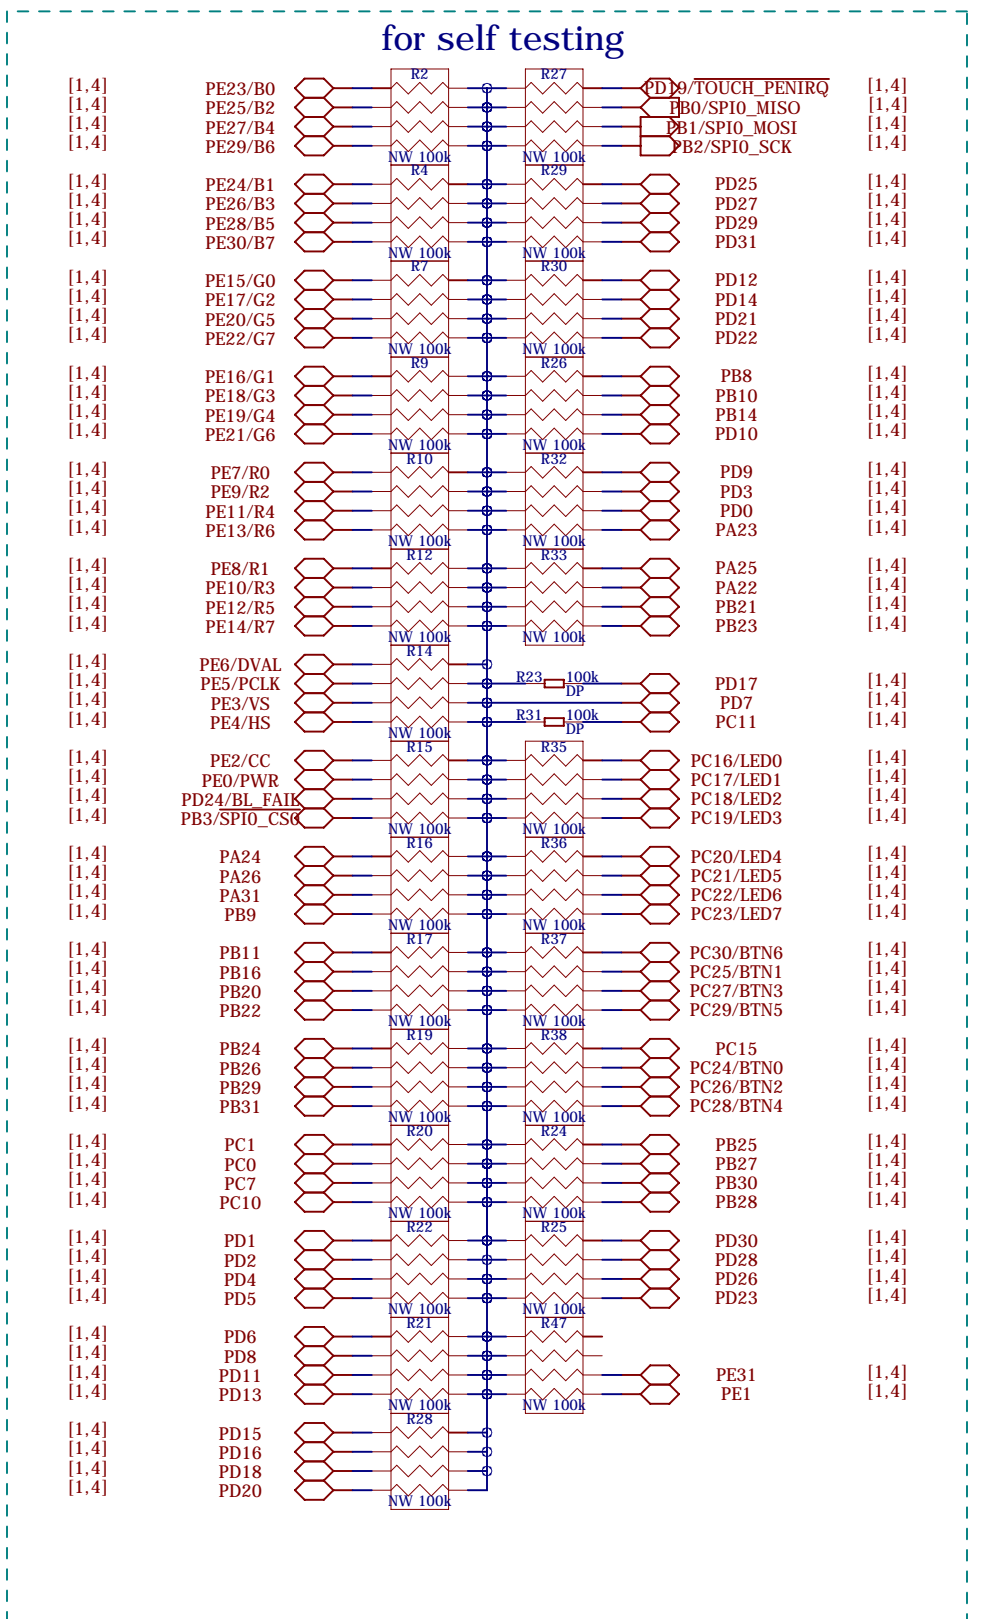 for self testing
R2 R27
[1,4] PE23/B0 PD19/TOUCH_PENIRQ [1,4]
[1,4] PE25/B2 PB0/SPI0_MISO [1,4]
[1,4] PE27/B4 PB1/SPI0_MOSI [1,4]
[1,4] PE29/B6 PB2/SPI0_SCK [1,4]
NW 100k NW 100k
R4 R29
[1,4] PE24/B1 PD25 [1,4]
[1,4] PE26/B3 PD27 [1,4]
[1,4] PE28/B5 PD29 [1,4]
[1,4] PE30/B7 PD31 [1,4]
NW 100k NW 100k
R7 R30
[1,4] PE15/G0 PD12 [1,4]
[1,4] PE17/G2 PD14 [1,4]
[1,4] PE20/G5 PD21 [1,4]
[1,4] PE22/G7 PD22 [1,4]
NW 100k NW 100k
R9 R26
[1,4] PE16/G1 PB8 [1,4]
[1,4] PE18/G3 PB10 [1,4]
[1,4] PE19/G4 PB14 [1,4]
[1,4] PE21/G6 PD10 [1,4]
NW 100k NW 100k
R10 R32
[1,4] PE7/R0 PD9 [1,4]
[1,4] PE9/R2 PD3 [1,4]
[1,4] PE11/R4 PD0 [1,4]
[1,4] PE13/R6 PA23 [1,4]
NW 100k NW 100k
R12 R33
[1,4] PE8/R1 PA25 [1,4]
[1,4] PE10/R3 PA22 [1,4]
[1,4] PE12/R5 PB21 [1,4]
[1,4] PE14/R7 PB23 [1,4]
NW 100k NW 100k
R14
[1,4] PE6/DVAL
[1,4] PE5/PCLK R23 100k DP PD17 [1,4]
[1,4] PE3/VS PD7 [1,4]
[1,4] PE4/HS R31 100k DP PC11 [1,4]
NW 100k
R15 R35
[1,4] PE2/CC PC16/LED0 [1,4]
[1,4] PE0/PWR PC17/LED1 [1,4]
[1,4] PD24/BL_FAIL PC18/LED2 [1,4]
[1,4] PB3/SPI0_CS0 PC19/LED3 [1,4]
NW 100k NW 100k
R16 R36
[1,4] PA24 PC20/LED4 [1,4]
[1,4] PA26 PC21/LED5 [1,4]
[1,4] PA31 PC22/LED6 [1,4]
[1,4] PB9 PC23/LED7 [1,4]
NW 100k NW 100k
R17 R37
[1,4] PB11 PC30/BTN6 [1,4]
[1,4] PB16 PC25/BTN1 [1,4]
[1,4] PB20 PC27/BTN3 [1,4]
[1,4] PB22 PC29/BTN5 [1,4]
NW 100k NW 100k
R19 R38
[1,4] PB24 PC15 [1,4]
[1,4] PB26 PC24/BTN0 [1,4]
[1,4] PB29 PC26/BTN2 [1,4]
[1,4] PB31 PC28/BTN4 [1,4]
NW 100k NW 100k
R20 R24
[1,4] PC1 PB25 [1,4]
[1,4] PC0 PB27 [1,4]
[1,4] PC7 PB30 [1,4]
[1,4] PC10 PB28 [1,4]
NW 100k NW 100k
R22 R25
[1,4] PD1 PD30 [1,4]
[1,4] PD2 PD28 [1,4]
[1,4] PD4 PD26 [1,4]
[1,4] PD5 PD23 [1,4]
NW 100k NW 100k
R21 R47
[1,4] PD6
[1,4] PD8
[1,4] PD11 PE31 [1,4]
[1,4] PD13 PE1 [1,4]
NW 100k NW 100k
R28
[1,4] PD15
[1,4] PD16
[1,4] PD18
[1,4] PD20
NW 100k